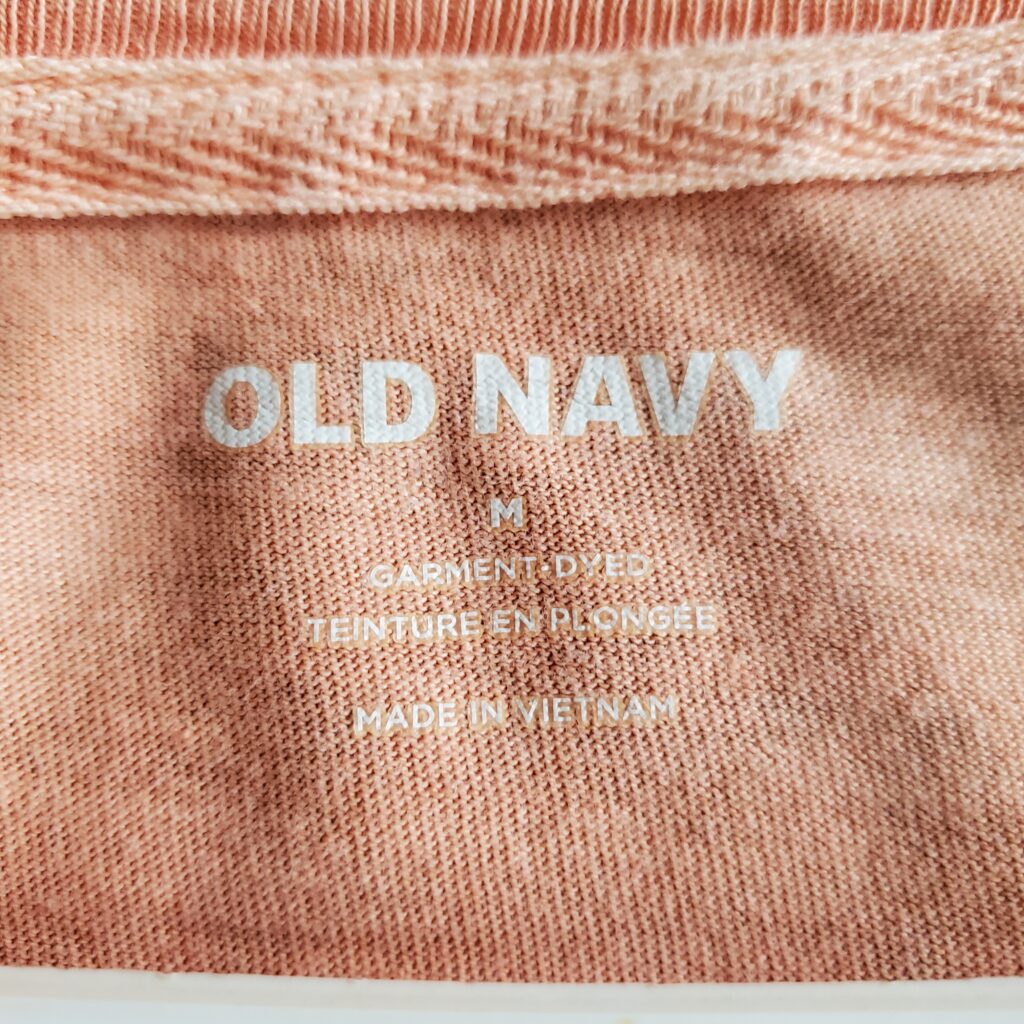 OLD NAVY
M
GARMENT-DYED
TEINTURE EN PLONGÉE
MADE IN VIETNAM